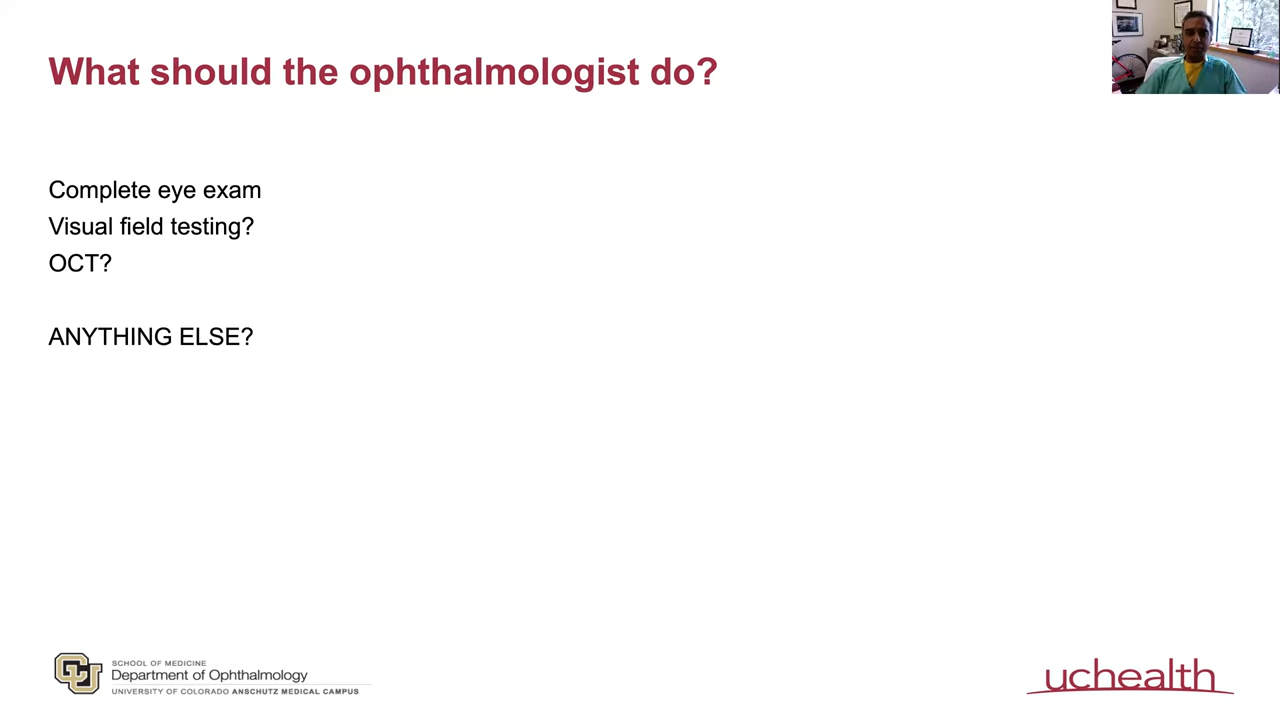 What should the ophthalmologist do?
Complete eye exam
Visual field testing?
OCT?
ANYTHING ELSE?
CU
SCHOOL OF MEDICINE
Department of Ophthalmology
UNIVERSITY OF COLORADO ANSCHUTZ MEDICAL CAMPUS
uchealth